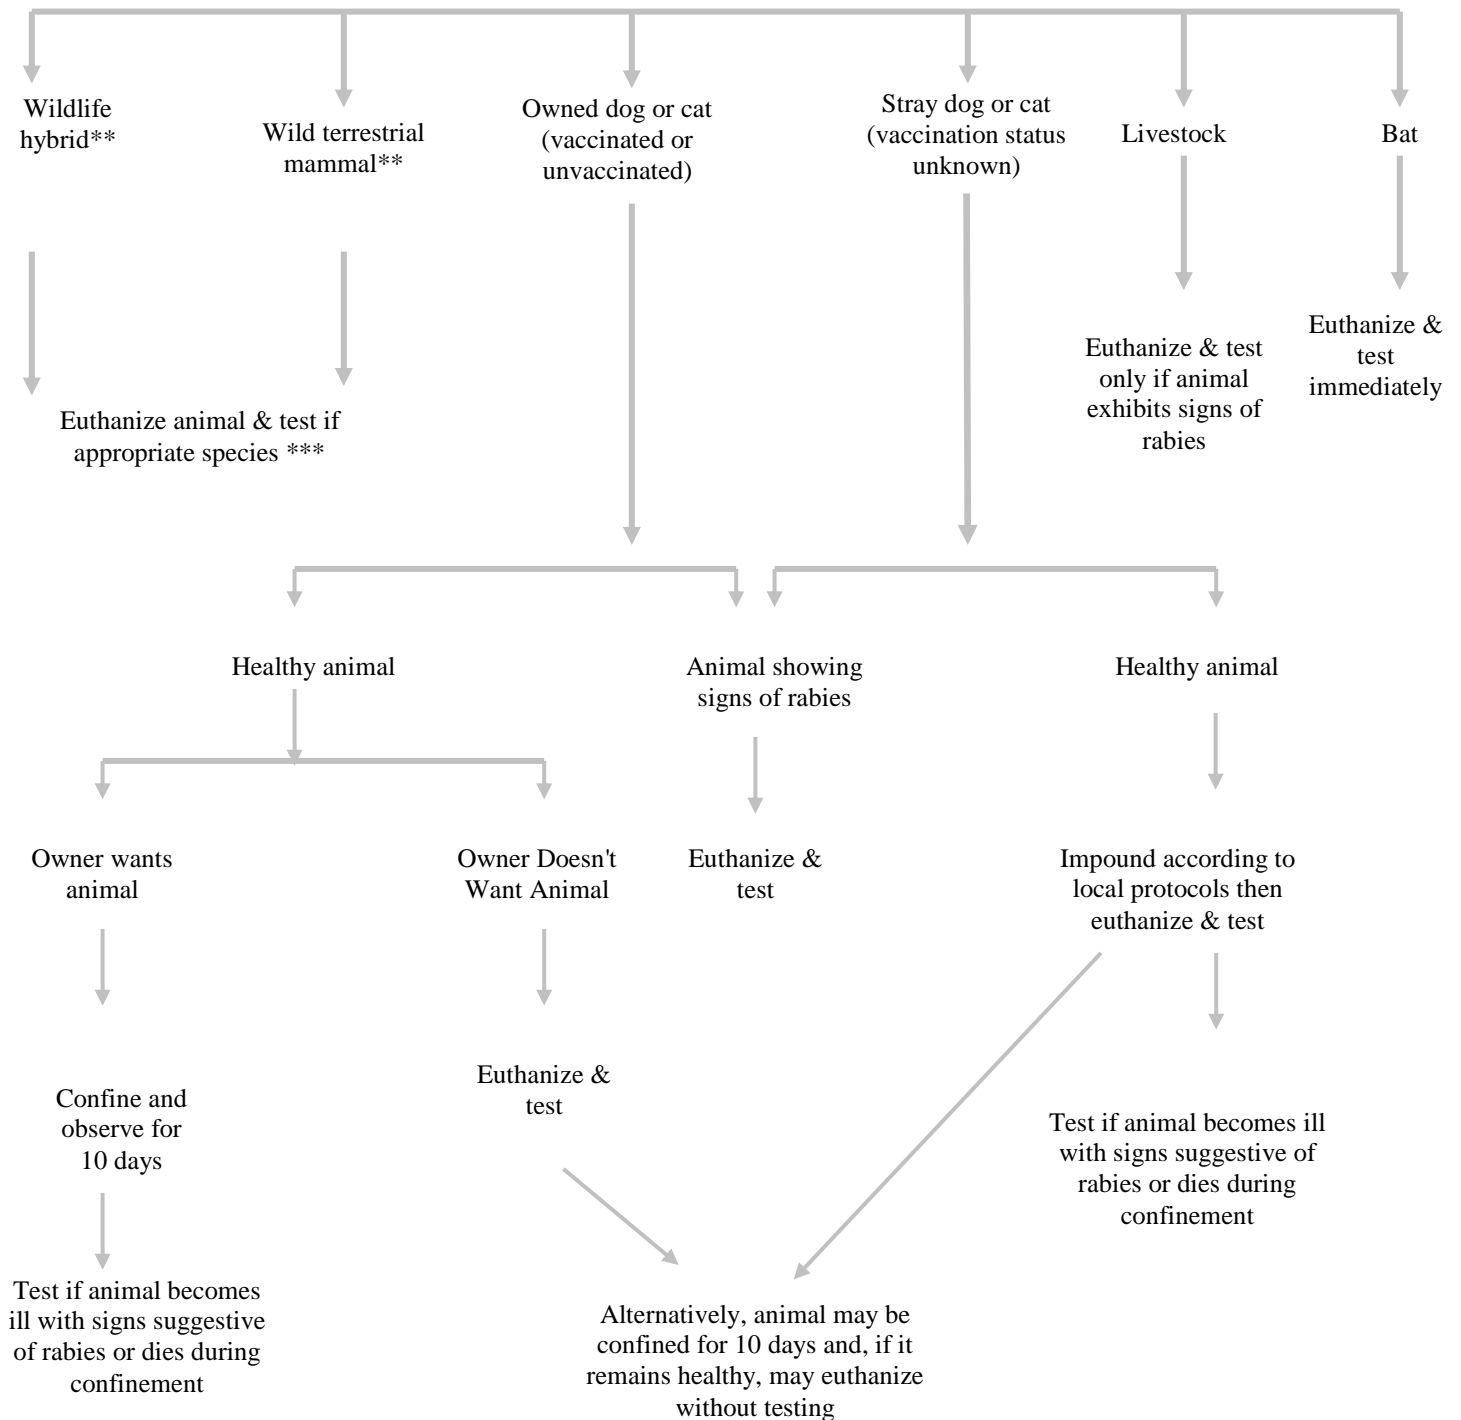 Wildlife
hybrid**
Wild terrestrial
mammal**
Owned dog or cat
(vaccinated or
unvaccinated)
Stray dog or cat
(vaccination status
unknown)
Livestock
Bat
Euthanize animal & test if
appropriate species ***
Euthanize & test
only if animal
exhibits signs of
rabies
Euthanize &
test
immediately
Healthy animal
Animal showing
signs of rabies
Healthy animal
Owner wants
animal
Owner Doesn't
Want Animal
Euthanize &
test
Impound according to
local protocols then
euthanize & test
Confine and
observe for
10 days
Euthanize &
test
Test if animal becomes ill
with signs suggestive of
rabies or dies during
confinement
Test if animal becomes
ill with signs suggestive
of rabies or dies during
confinement
Alternatively, animal may be
confined for 10 days and, if it
remains healthy, may euthanize
without testing